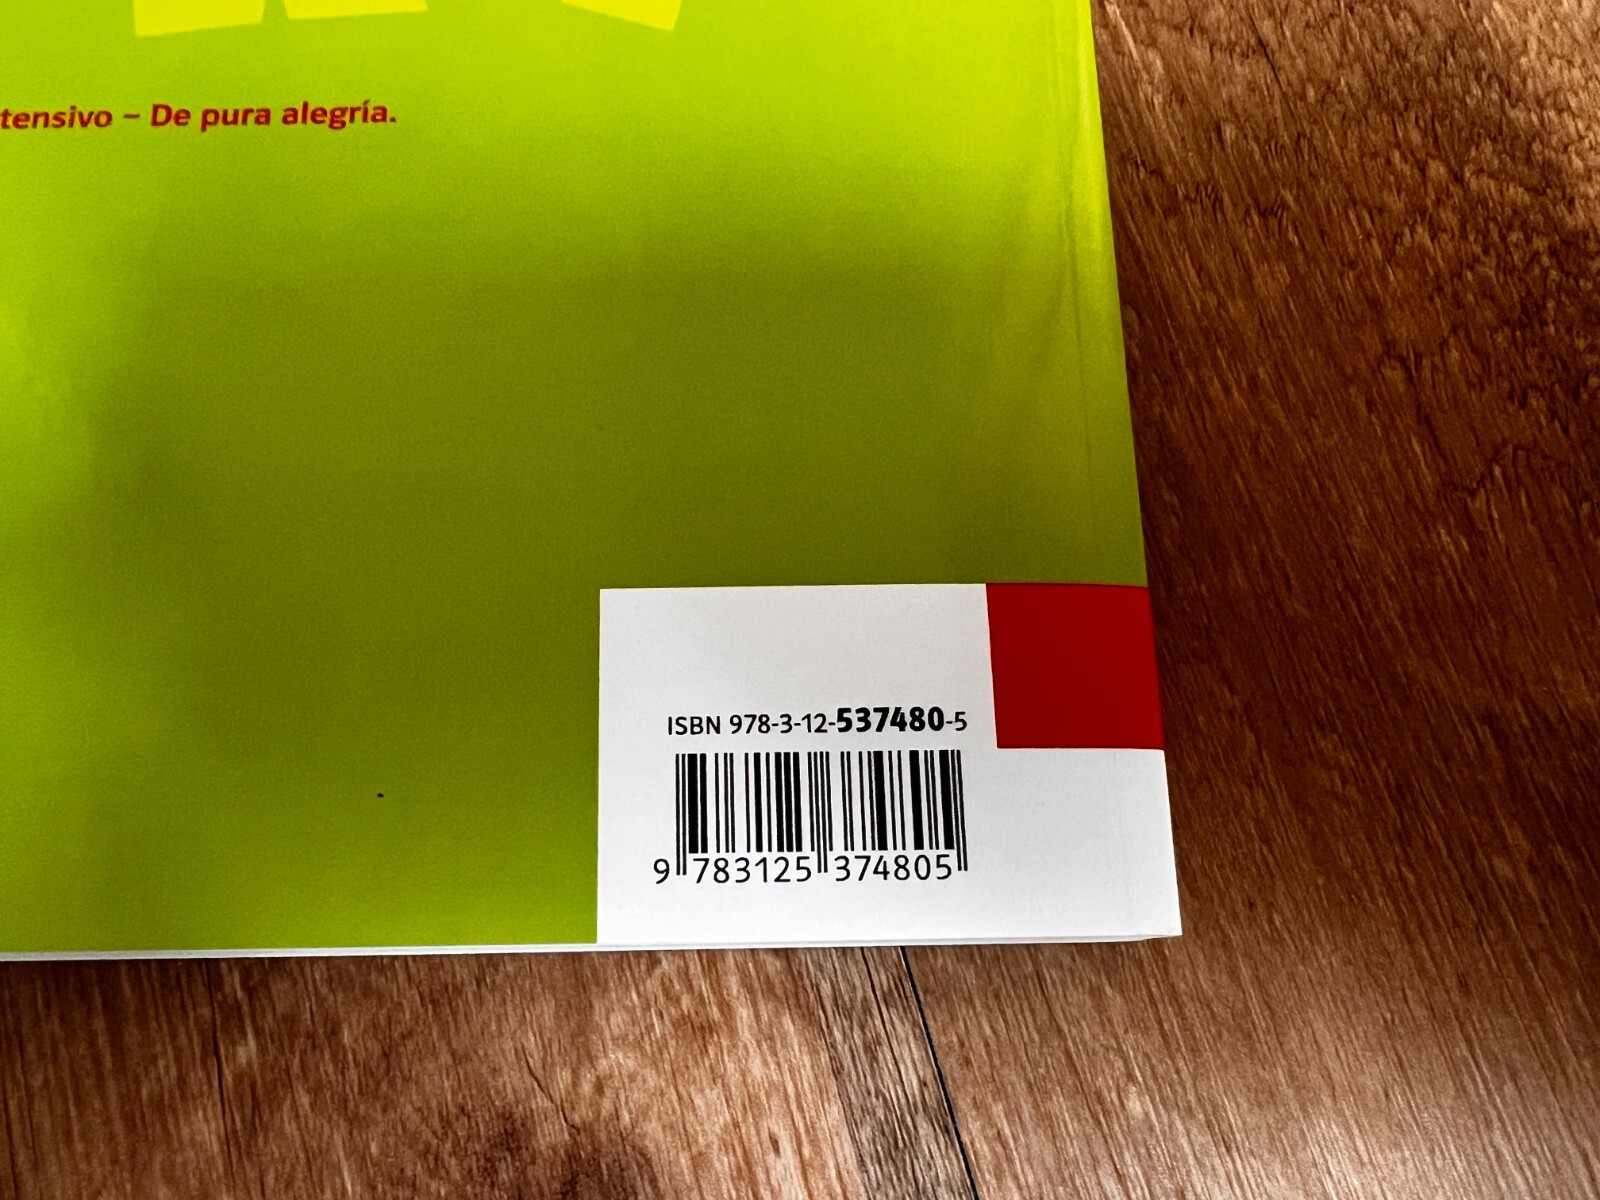 tensivo – De pura alegría.
ISBN 978-3-12-537480-5
9 783125 374805